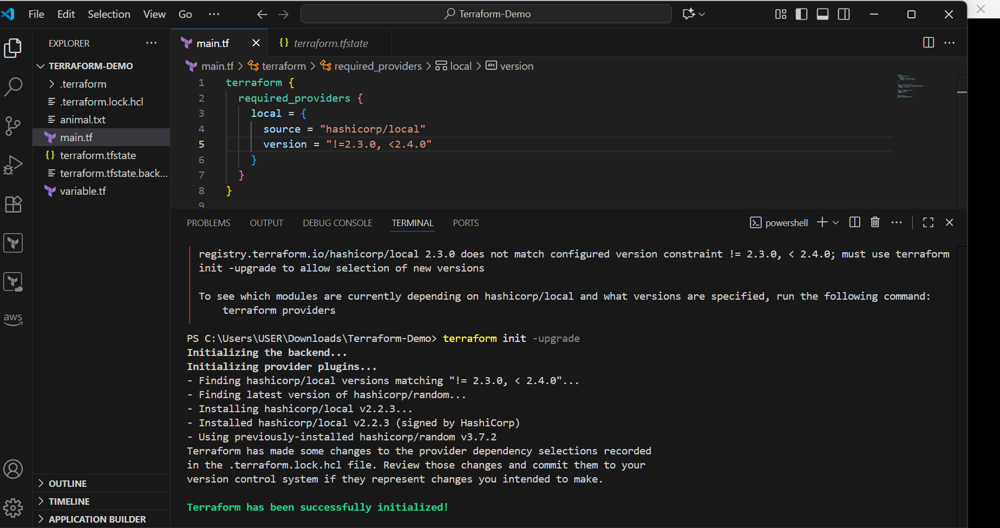 File Edit Selection View Go ··· Terraform-Demo
EXPLORER ···
TERRAFORM-DEMO
.terraform
.terraform.lock.hcl
animal.txt
main.tf
{} terraform.tfstate
terraform.tfstate.back...
variable.tf
OUTLINE
TIMELINE
APPLICATION BUILDER
aws
main.tf {} terraform.tfstate
main.tf > terraform > required_providers > local > abc version
1 terraform {
2 required_providers {
3 local = {
4 source = "hashicorp/local"
5 version = "!=2.3.0, <2.4.0"
6 }
7 }
8 }
9
PROBLEMS OUTPUT DEBUG CONSOLE TERMINAL PORTS powershell
registry.terraform.io/hashicorp/local 2.3.0 does not match configured version constraint != 2.3.0, < 2.4.0; must use terraform
init -upgrade to allow selection of new versions
To see which modules are currently depending on hashicorp/local and what versions are specified, run the following command:
terraform providers
PS C:\Users\USER\Downloads\Terraform-Demo> terraform init -upgrade
Initializing the backend...
Initializing provider plugins...
- Finding hashicorp/local versions matching "!= 2.3.0, < 2.4.0"...
- Finding latest version of hashicorp/random...
- Installing hashicorp/local v2.2.3...
- Installed hashicorp/local v2.2.3 (signed by HashiCorp)
- Using previously-installed hashicorp/random v3.7.2
Terraform has made some changes to the provider dependency selections recorded
in the .terraform.lock.hcl file. Review those changes and commit them to your
version control system if they represent changes you intended to make.
Terraform has been successfully initialized!